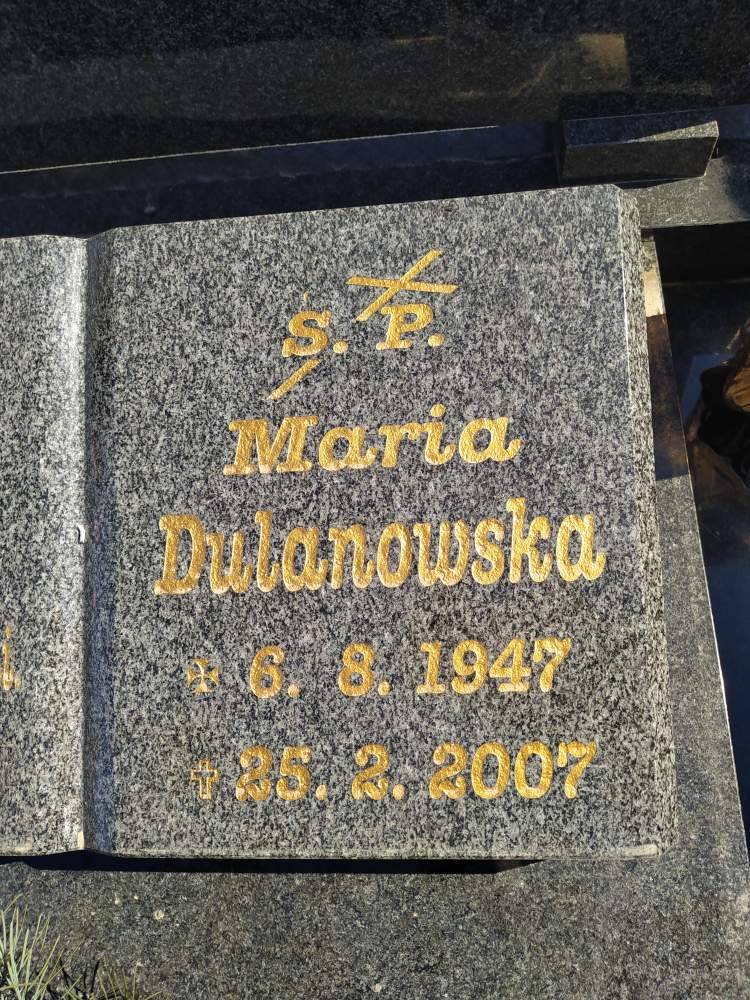 Ś. P.
Maria
Dulanowska
✠ 6. 8. 1947
✝ 25. 2. 2007